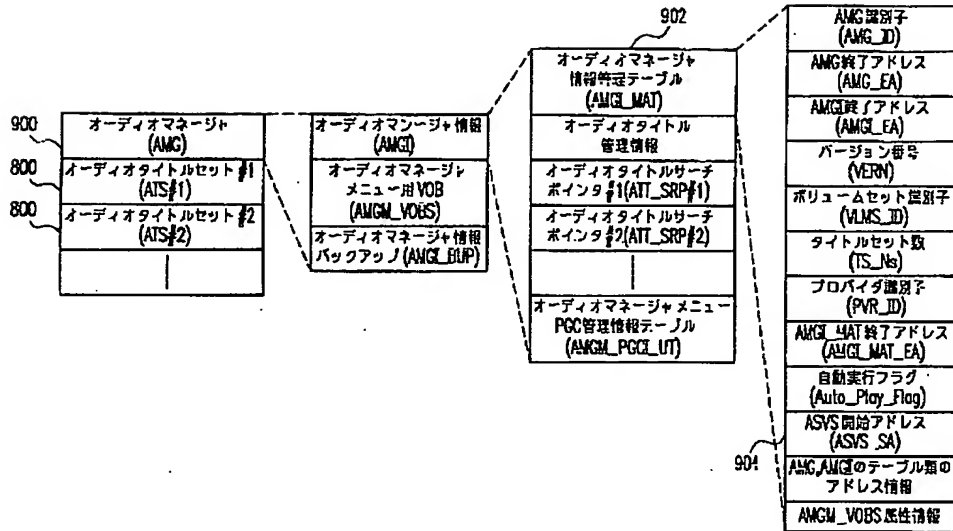 902
900
800
800
901
オーディオマネージャ
(AMG)
オーディオタイトルセット#1
(ATS#1)
オーディオタイトルセット#2
(ATS#2)
オーディオマネージャ情報
(AMGI)
オーディオマネージャ
メニュー用VOB
(AMGM_VOBS)
オーディオマネージャ情報
バックアップ(AMGI_BUP)
オーディオマネージャ
情報管理テーブル
(AMGI_MAT)
オーディオタイトル
管理情報
オーディオタイトルサーチ
ポインタ#1(ATT_SRP#1)
オーディオタイトルサーチ
ポインタ#2(ATT_SRP#2)
オーディオマネージャメニュー
PGC管理情報テーブル
(AMGM_PGCI_UT)
AMG識別子
(AMG_ID)
AMG終了アドレス
(AMG_EA)
AMGI終了アドレス
(AMGI_EA)
バージョン番号
(VERN)
ボリュームセット識別子
(VLMS_ID)
タイトルセット数
(TS_Ns)
プロバイダ識別子
(PVR_ID)
AMGI_MAT終了アドレス
(AMGI_MAT_EA)
自動実行フラグ
(Auto_Play_Flag)
ASVS開始アドレス
(ASVS_SA)
AMG,AMGIのテーブル類の
アドレス情報
AMGM_VOBS属性情報